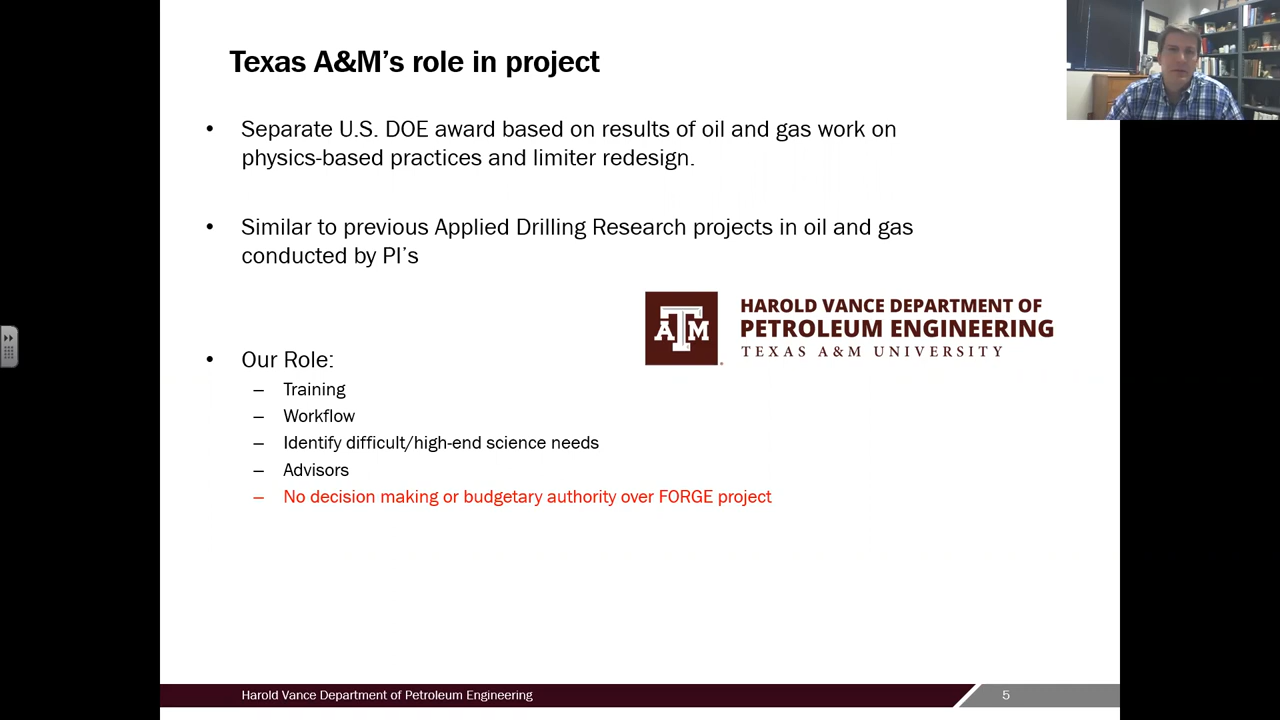 Texas A&M's role in project
• Separate U.S. DOE award based on results of oil and gas work on
physics-based practices and limiter redesign.
• Similar to previous Applied Drilling Research projects in oil and gas
conducted by PI's
HAROLD VANCE DEPARTMENT OF
PETROLEUM ENGINEERING
TEXAS A&M UNIVERSITY
ATM
• Our Role:
– Training
– Workflow
– Identify difficult/high-end science needs
– Advisors
– No decision making or budgetary authority over FORGE project
Harold Vance Department of Petroleum Engineering
5